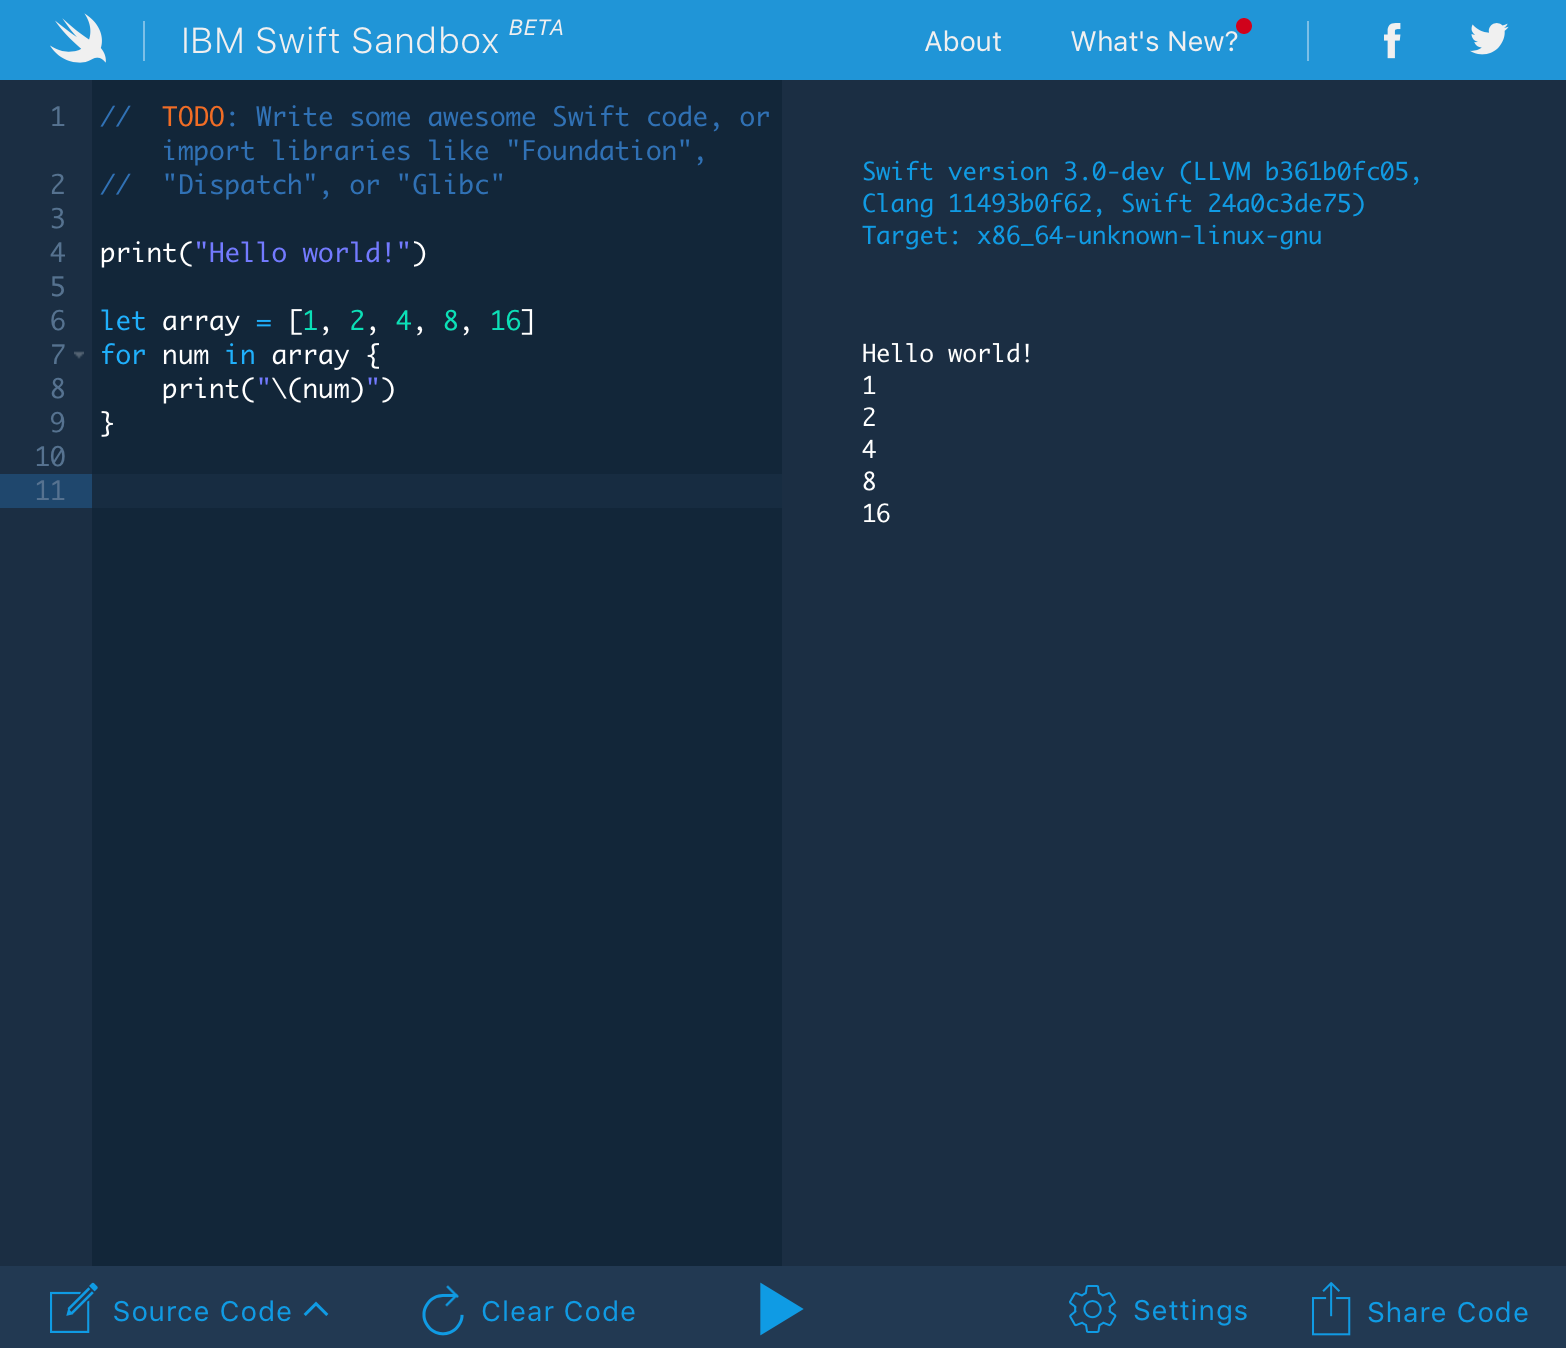 IBM Swift Sandbox BETA
About
What's New?
1 //  TODO: Write some awesome Swift code, or
import libraries like "Foundation",
2 //  "Dispatch", or "Glibc"
3
4 print("Hello world!")
5
6 let array = [1, 2, 4, 8, 16]
7 for num in array {
8     print("\(num)")
9 }
10
11
Swift version 3.0-dev (LLVM b361b0fc05,
Clang 11493b0f62, Swift 24a0c3de75)
Target: x86_64-unknown-linux-gnu
Hello world!
1
2
4
8
16
Source Code
Clear Code
Settings
Share Code